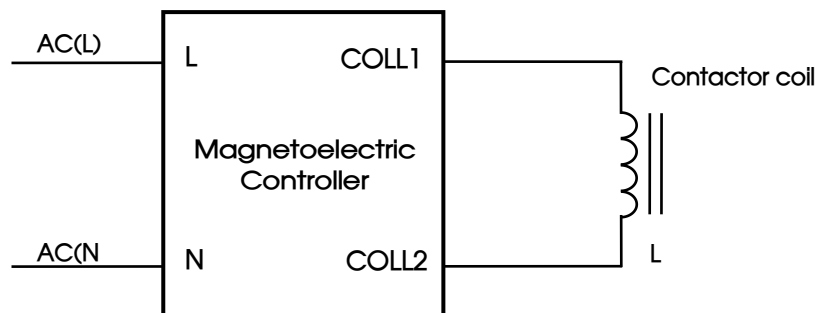 AC(L)
L
COLL1
Contactor coil
Magnetoelectric
Controller
AC(N
N
COLL2
L